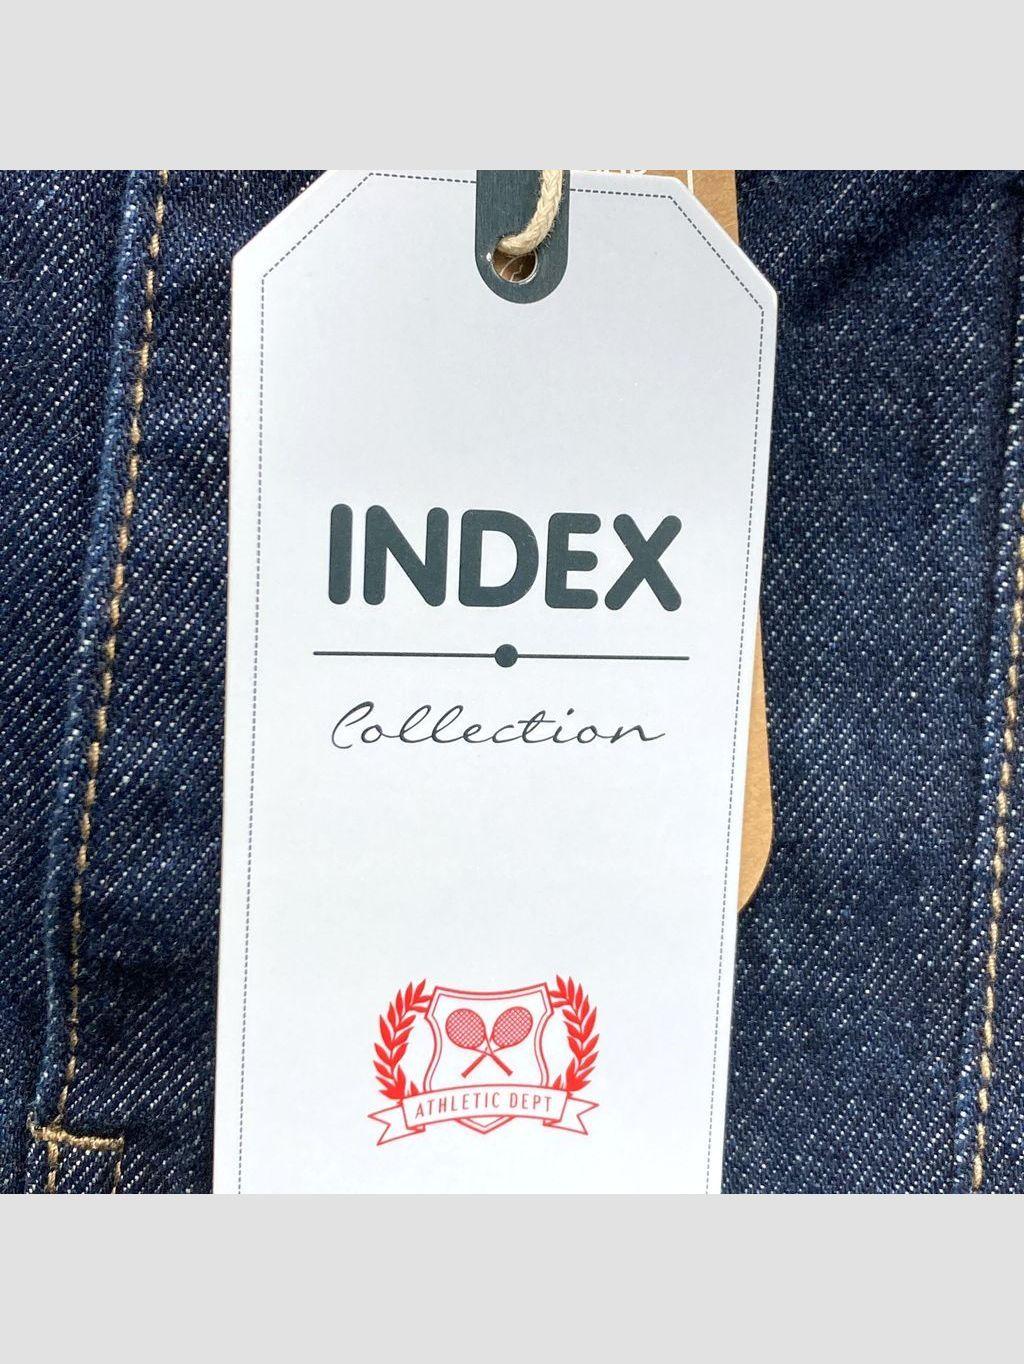 INDEX
Collection
ATHLETIC DEPT